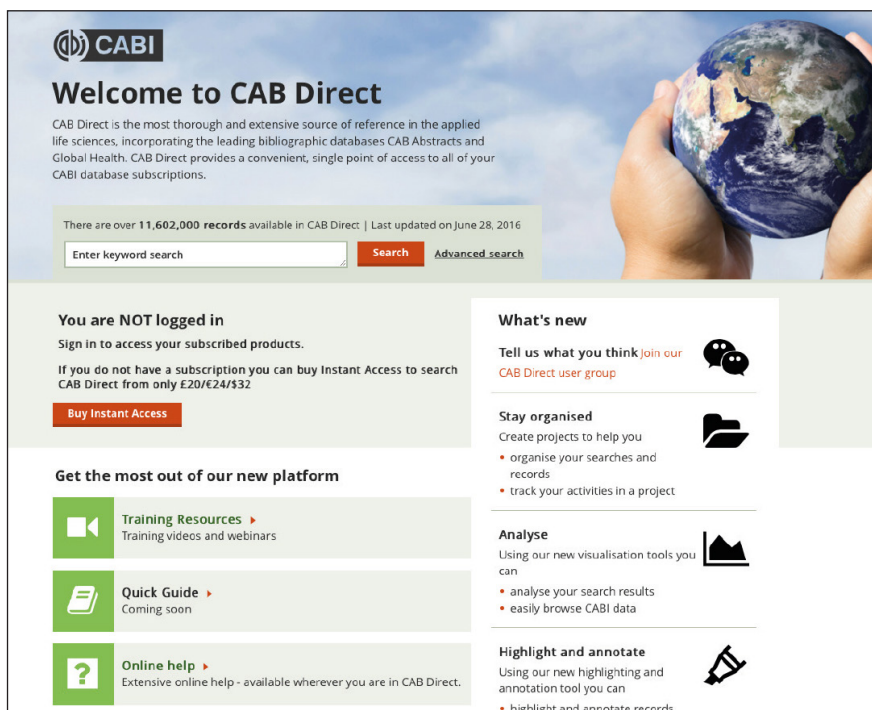 CABI
Welcome to CAB Direct
CAB Direct is the most thorough and extensive source of reference in the applied
life sciences, incorporating the leading bibliographic databases CAB Abstracts and
Global Health. CAB Direct provides a convenient, single point of access to all of your
CABI database subscriptions.
There are over 11,602,000 records available in CAB Direct | Last updated on June 28, 2016
Enter keyword search
Search
Advanced search
You are NOT logged in
Sign in to access your subscribed products.
If you do not have a subscription you can buy Instant Access to search
CAB Direct from only £20/€24/$32
Buy Instant Access
Get the most out of our new platform
Training Resources
Training videos and webinars
Quick Guide
Coming soon
Online help
Extensive online help - available wherever you are in CAB Direct.
What's new
Tell us what you think Join our
CAB Direct user group
Stay organised
Create projects to help you
• organise your searches and
records
• track your activities in a project
Analyse
Using our new visualisation tools you
can
• analyse your search results
• easily browse CABI data
Highlight and annotate
Using our new highlighting and
annotation tool you can
• highlight and annotate records